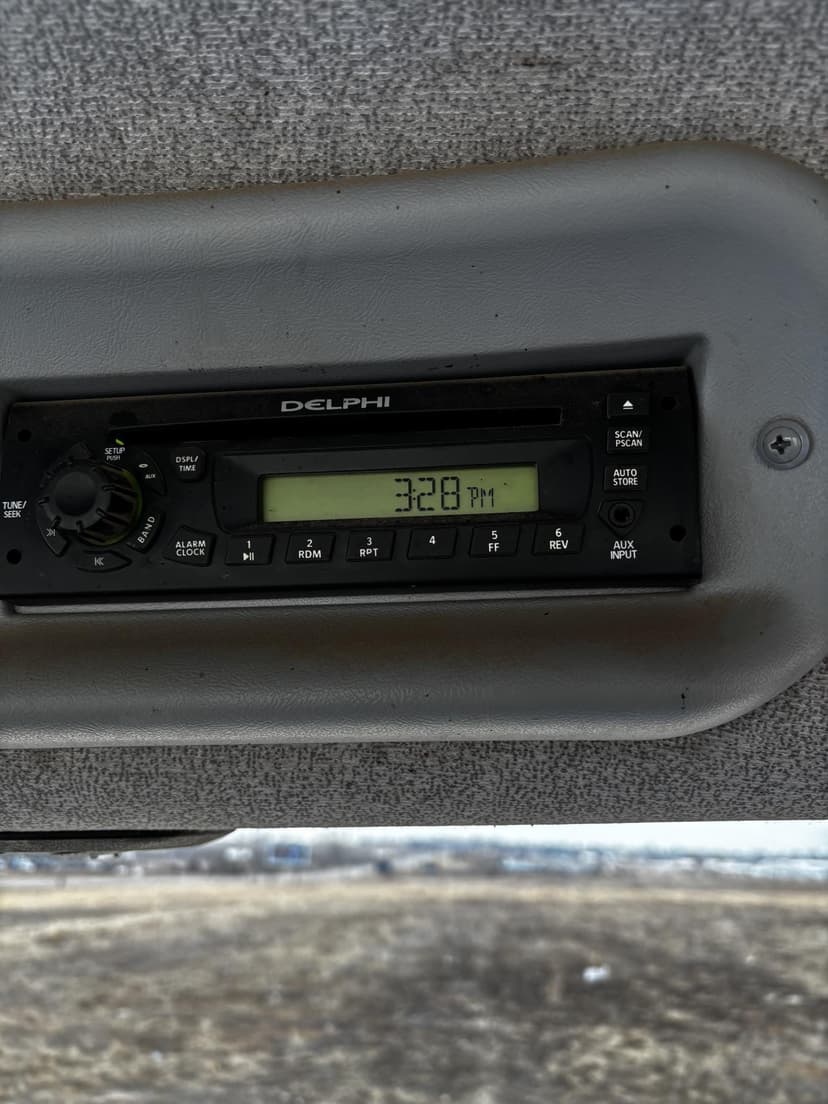 DELPHI
SETUP
PUSH
AUX
DSPL/
TIME
3:28 PM
SCAN/
PSCAN
AUTO
STORE
TUNE/
SEEK
BAND
ALARM
CLOCK
1
2
RDM
3
RPT
4
5
FF
6
REV
AUX
INPUT